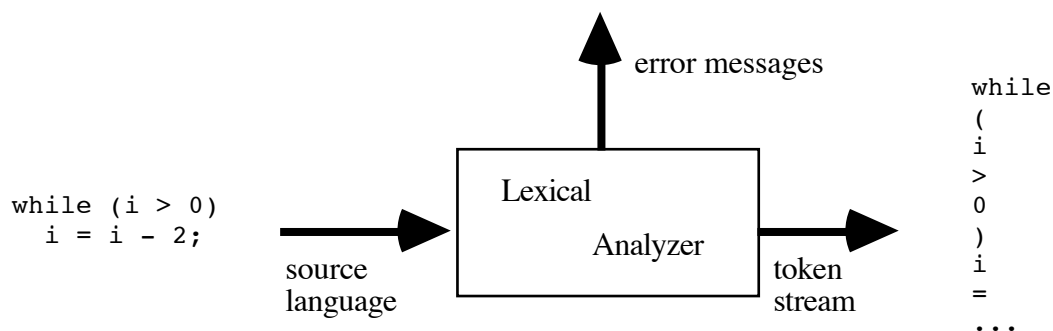 while (i > 0)
i = i - 2;
source
language
error messages
Lexical
Analyzer
token
stream
while
(
i
>
0
)
i
=
...